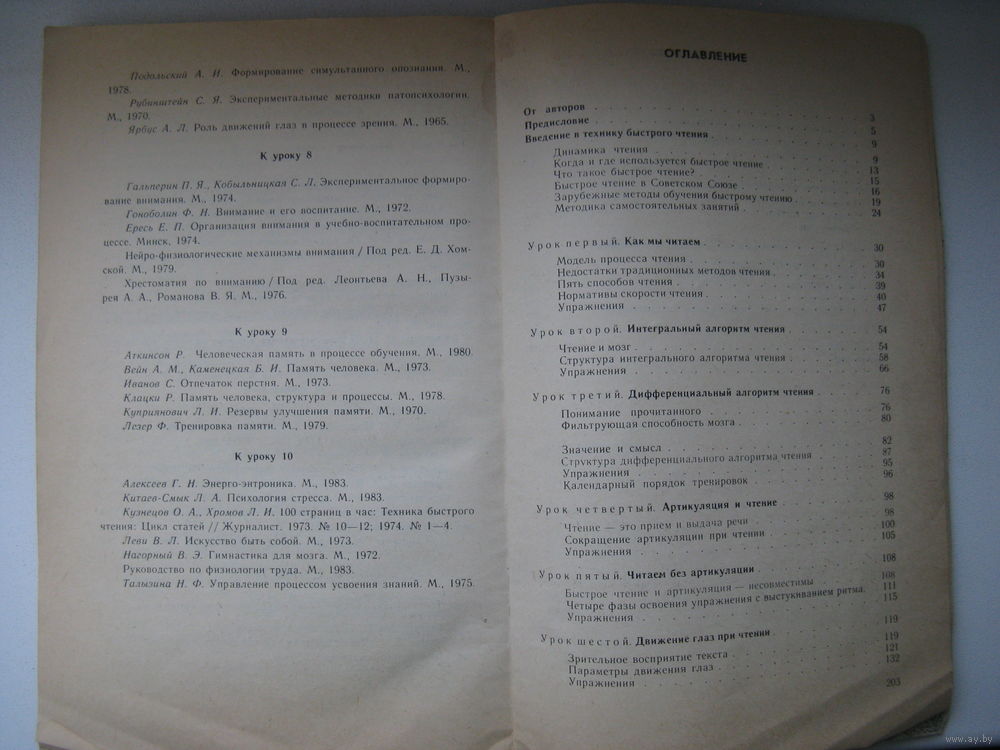 Подольский А. И. Формирование симультанного опознания. М.,
1978.
Рубинштейн С. Я. Экспериментальные методики патопсихологии.
М., 1970.
Ярбус А. Л. Роль движений глаз в процессе зрения. М., 1965.
К уроку 8
Гальперин П. Я., Кобыльницкая С. Л. Экспериментальное формиро-
вание внимания. М., 1974.
Гоноболин Ф. Н. Внимание и его воспитание. М., 1972.
Ересь Е. П. Организация внимания в учебно-воспитательном про-
цессе. Минск, 1974.
Нейро-физиологические механизмы внимания / Под ред. Е. Д. Хом-
ской. М., 1979.
Хрестоматия по вниманию / Под ред. Леонтьева А. Н., Пузы-
рея А. А., Романова В. Я. М., 1976.
К уроку 9
Аткинсон Р. Человеческая память в процессе обучения. М., 1980.
Вейн А. М., Каменецкая Б. И. Память человека. М., 1973.
Иванов С. Отпечаток перстня. М., 1973.
Клацки Р. Память человека, структура и процессы. М., 1978.
Куприянович Л. И. Резервы улучшения памяти. М., 1970.
Лезер Ф. Тренировка памяти. М., 1979.
К уроку 10
Алексеев Г. Н. Энерго-энтроника. М., 1983.
Китаев-Смык Л. А. Психология стресса. М., 1983.
Кузнецов О. А., Хромов Л. И. 100 страниц в час: Техника быстрого
чтения: Цикл статей // Журналист. 1973. № 10—12; 1974. № 1—4.
Леви В. Л. Искусство быть собой. М., 1973.
Нагорный В. Э. Гимнастика для мозга. М., 1972.
Руководство по физиологии труда. М., 1983.
Талызина Н. Ф. Управление процессом усвоения знаний. М., 1975.
ОГЛАВЛЕНИЕ
От авторов . . . 3
Предисловие . . . 5
Введение в технику быстрого чтения . . . 9
Динамика чтения . . . 9
Когда и где используется быстрое чтение . . . 13
Что такое быстрое чтение? . . . 15
Быстрое чтение в Советском Союзе . . . 16
Зарубежные методы обучения быстрому чтению . . . 19
Методика самостоятельных занятий . . . 24
Урок первый. Как мы читаем . . . 30
Модель процесса чтения . . . 30
Недостатки традиционных методов чтения . . . 34
Пять способов чтения . . . 39
Нормативы скорости чтения . . . 40
Упражнения . . . 47
Урок второй. Интегральный алгоритм чтения . . . 54
Чтение и мозг . . . 54
Структура интегрального алгоритма чтения . . . 58
Упражнения . . . 66
Урок третий. Дифференциальный алгоритм чтения . . . 76
Понимание прочитанного . . . 76
Фильтрующая способность мозга . . . 80
Значение и смысл . . . 82
Структура дифференциального алгоритма чтения . . . 87
Упражнения . . . 95
Календарный порядок тренировок . . . 96
Урок четвертый. Артикуляция и чтение . . . 98
Чтение — это прием и выдача речи . . . 98
Сокращение артикуляции при чтении . . . 100
Упражнения . . . 105
Урок пятый. Читаем без артикуляции . . . 108
Быстрое чтение и артикуляция — несовместимы . . . 108
Четыре фазы освоения упражнения с выстукиванием ритма. . . 111
Упражнения . . . 115
Урок шестой. Движение глаз при чтении . . . 119
Зрительное восприятие текста . . . 119
Параметры движения глаз . . . 121
Упражнения . . . 132
203
www.ay.by